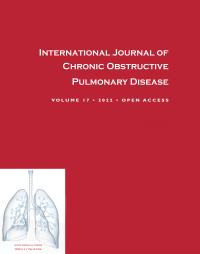 International Journal of
Chronic Obstructive
Pulmonary Disease
VOLUME 17 • 2022 • OPEN ACCESS